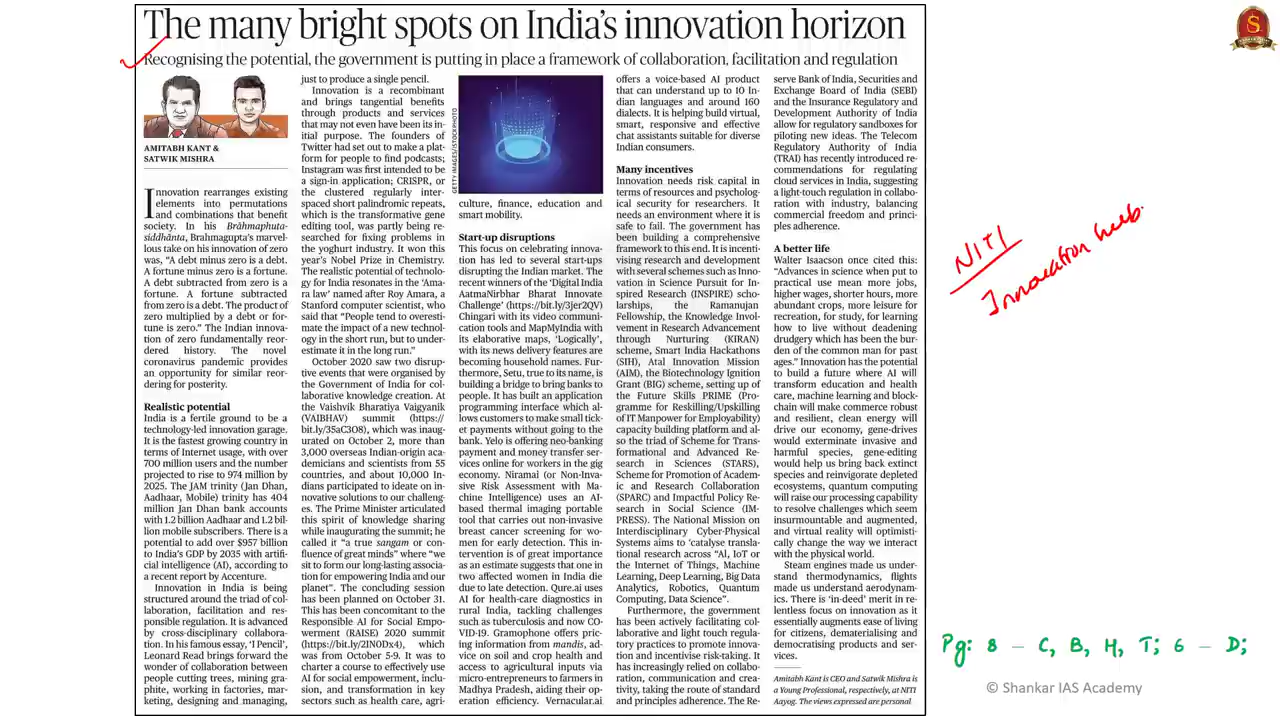 The many bright spots on India's innovation horizon
Recognising the potential, the government is putting in place a framework of collaboration, facilitation and regulation
AMITABH KANT &
SATWIK MISHRA
Innovation rearranges existing
elements into permutations
and combinations that benefit
society. In his Brāhmaphuta-
siddhānta, Brahmagupta's marvel-
lous take on his innovation of zero
was, "A debt minus zero is a debt.
A fortune minus zero is a fortune.
A debt subtracted from zero is a
fortune. A fortune subtracted
from zero is a debt. The product of
zero multiplied by a debt or for-
tune is zero." The Indian innova-
tion of zero fundamentally reor-
dered history. The novel
coronavirus pandemic provides
an opportunity for similar reor-
dering for posterity.
Realistic potential
India is a fertile ground to be a
technology-led innovation garage.
It is the fastest growing country in
terms of Internet usage, with over
700 million users and the number
projected to rise to 974 million by
2025. The JAM trinity (Jan Dhan,
Aadhaar, Mobile) trinity has 404
million Jan Dhan bank accounts
with 1.2 billion Aadhaar and 1.2 bil-
lion mobile subscribers. There is a
potential to add over $957 billion
to India's GDP by 2035 with artifi-
cial intelligence (AI), according to
a recent report by Accenture.
Innovation in India is being
structured around the triad of col-
laboration, facilitation and res-
ponsible regulation. It is advanced
by cross-disciplinary collabora-
tion. In his famous essay, 'I Pencil',
Leonard Read brings forward the
wonder of collaboration between
people cutting trees, mining gra-
phite, working in factories, mar-
keting, designing and managing,
just to produce a single pencil.
Innovation is a recombinant
and brings tangential benefits
through products and services
that may not even have been its in-
itial purpose. The founders of
Twitter had set out to make a plat-
form for people to find podcasts;
Instagram was first intended to be
a sign-in application; CRISPR, or
the clustered regularly inter-
spaced short palindromic repeats,
which is the transformative gene
editing tool, was partly being re-
searched for fixing problems in
the yoghurt industry. It won this
year's Nobel Prize in Chemistry.
The realistic potential of technolo-
gy for India resonates in the 'Ama-
ra law' named after Roy Amara, a
Stanford computer scientist, who
said that "People tend to overesti-
mate the impact of a new technol-
ogy in the short run, but to under-
estimate it in the long run."
October 2020 saw two disrup-
tive events that were organised by
the Government of India for col-
laborative knowledge creation. At
the Vaishvik Bharatiya Vaigyanik
(VAIBHAV) summit (https://
bit.ly/35aC3O8), which was inaug-
urated on October 2, more than
3,000 overseas Indian-origin aca-
demicians and scientists from 55
countries, and about 10,000 In-
dians participated to ideate on in-
novative solutions to our challeng-
es. The Prime Minister articulated
this spirit of knowledge sharing
while inaugurating the summit; he
called it "a true sangam or con-
fluence of great minds" where "we
sit to form our long-lasting associa-
tion for empowering India and our
planet". The concluding session
has been planned on October 31.
This has been concomitant to the
Responsible AI for Social Empo-
werment (RAISE) 2020 summit
(https://bit.ly/2IN0Dx4), which
was from October 5-9. It was to
charter a course to effectively use
AI for social empowerment, inclu-
sion, and transformation in key
sectors such as health care, agri-
GETTY IMAGES/ISTOCKPHOTO
culture, finance, education and
smart mobility.
Start-up disruptions
This focus on celebrating innova-
tion has led to several startups
disrupting the Indian market. The
recent winners of the 'Digital India
AatmaNirbhar Bharat Innovate
Challenge' (https://bit.ly/3jer2QV)
Chingari with its video communi-
cation tools and MapMyIndia with
its elaborate maps, 'Logically',
with its news delivery features are
becoming household names. Fur-
thermore, Setu, true to its name, is
building a bridge to bring banks to
people. It has built an application
programming interface which al-
lows customers to make small tick-
et payments without going to the
bank. Yelo is offering neo-banking
payment and money transfer ser-
vices online for workers in the gig
economy. Niramai (or Non-Inva-
sive Risk Assessment with Ma-
chine Intelligence) uses an AI-
based thermal imaging portable
tool that carries out non-invasive
breast cancer screening for wo-
men for early detection. This in-
tervention is of great importance
as an estimate suggests that one in
two affected women in India die
due to late detection. Qure.ai uses
AI for health-care diagnostics in
rural India, tackling challenges
such as tuberculosis and now CO-
VID-19. Gramophone offers pric-
ing information from mandis, ad-
vice on soil and crop health and
access to agricultural inputs via
micro-entrepreneurs to farmers in
Madhya Pradesh, aiding their op-
eration efficiency. Vernacular.ai
offers a voice-based AI product
that can understand up to 10 In-
dian languages and around 160
dialects. It is helping build virtual,
smart, responsive and effective
chat assistants suitable for diverse
Indian consumers.
Many incentives
Innovation needs risk capital in
terms of resources and psycholog-
ical security for researchers. It
needs an environment where it is
safe to fail. The government has
been building a comprehensive
framework to this end. It is incenti-
vising research and development
with several schemes such as Inno-
vation in Science Pursuit for In-
spired Research (INSPIRE) scho-
larships, the Ramanujan
Fellowship, the Knowledge Invol-
vement in Research Advancement
through Nurturing (KIRAN)
scheme, Smart India Hackathons
(SIH), Atal Innovation Mission
(AIM), the Biotechnology Ignition
Grant (BIG) scheme, setting up of
the Future Skills PRIME (Pro-
gramme for Reskilling/Upskilling
of IT Manpower for Employability)
capacity building platform and al-
so the triad of Scheme for Trans-
formational and Advanced Re-
search in Sciences (STARS),
Scheme for Promotion of Academ-
ic and Research Collaboration
(SPARC) and Impactful Policy Re-
search in Social Science (IM-
PRESS). The National Mission on
Interdisciplinary Cyber-Physical
Systems aims to 'catalyse transla-
tional research across "Al, IoT or
the Internet of Things, Machine
Learning, Deep Learning, Big Data
Analytics, Robotics, Quantum
Computing, Data Science".
Furthermore, the government
has been actively facilitating col-
laborative and light touch regula-
tory practices to promote innova-
tion and incentivise risk-taking. It
has increasingly relied on collabo-
ration, communication and crea-
tivity, taking the route of standard
and principles adherence. The Re-
serve Bank of India, Securities and
Exchange Board of India (SEBI)
and the Insurance Regulatory and
Development Authority of India
allow for regulatory sandboxes for
piloting new ideas. The Telecom
Regulatory Authority of India
(TRAI) has recently introduced re-
commendations for regulating
cloud services in India, suggesting
a light-touch regulation in collabo-
ration with industry, balancing
commercial freedom and princi-
ples adherence.
A better life
Walter Isaacson once cited this:
"Advances in science when put to
practical use mean more jobs,
higher wages, shorter hours, more
abundant crops, more leisure for
recreation, for study, for learning
how to live without deadening
drudgery which has been the bur-
den of the common man for past
ages." Innovation has the potential
to build a future where AI will
transform education and health
care, machine learning and block-
chain will make commerce robust
and resilient, clean energy will
drive our economy, gene-drives
would exterminate invasive and
harmful species, gene-editing
would help us bring back extinct
species and reinvigorate depleted
ecosystems, quantum computing
will raise our processing capability
to resolve challenges which seem
insurmountable and augmented,
and virtual reality will optimisti-
cally change the way we interact
with the physical world.
Steam engines made us under-
stand thermodynamics, flights
made us understand aerodynam-
ics. There is 'in-deed' merit in re-
lentless focus on innovation as it
essentially augments ease of living
for citizens, dematerialising and
democratising products and ser-
vices.
Amitabh Kant is CEO and Satwik Mishra is
a Young Professional, respectively, at NITI
Aayog. The views expressed are personal
NITI
Innovation hub.
Pg: 8 – C, B, H, T; 6 – D;
© Shankar IAS Academy